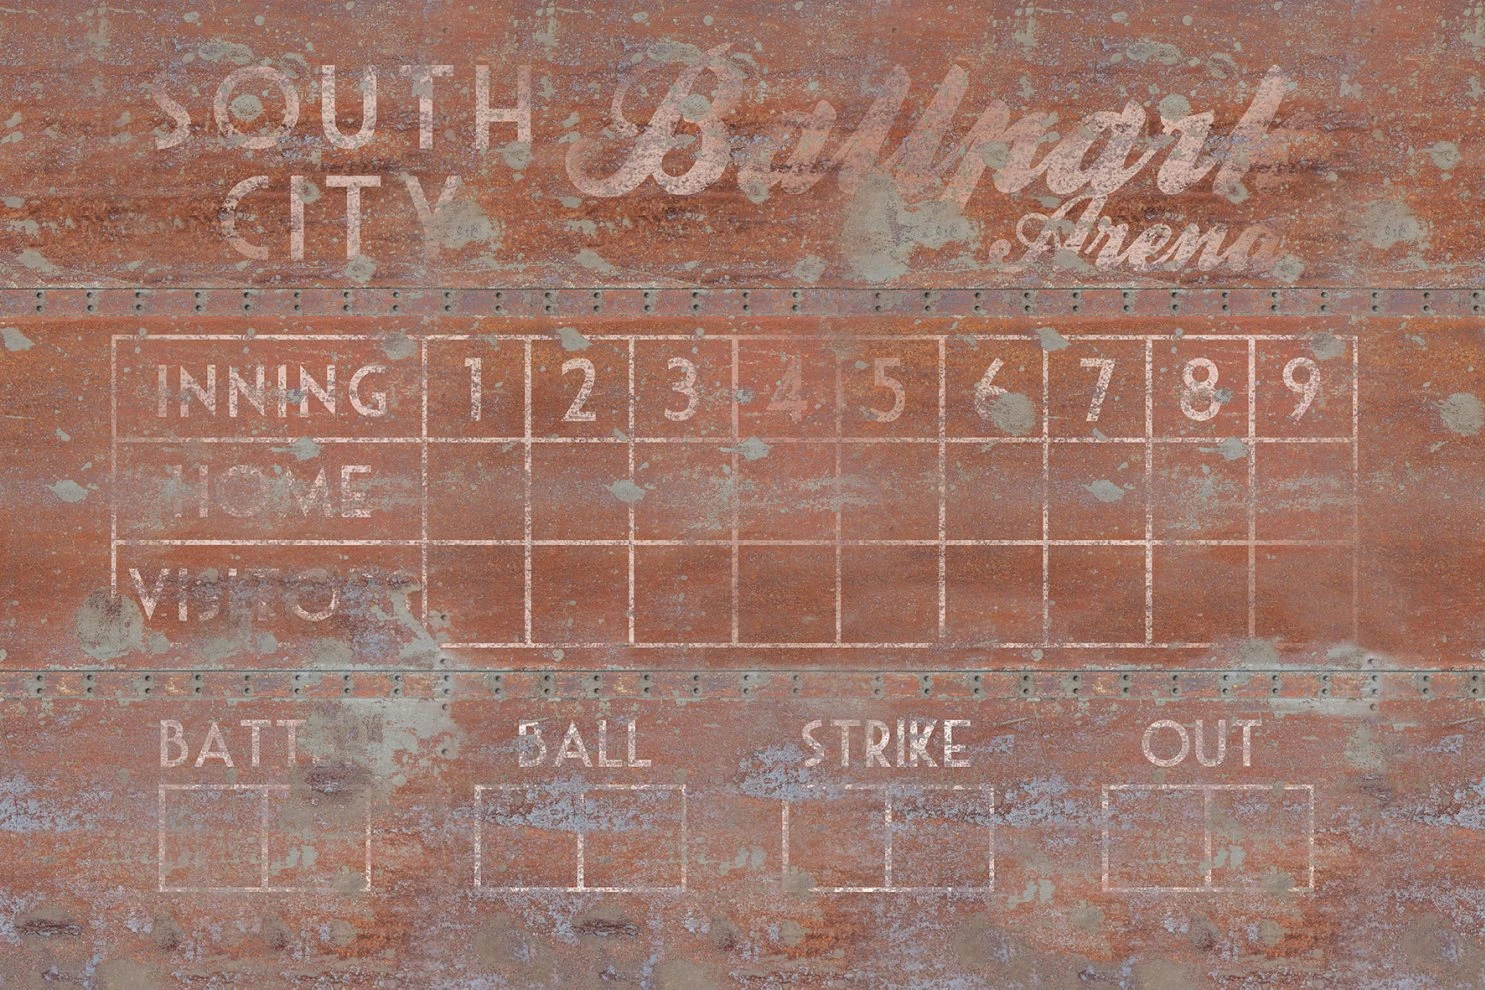 SOUTH Ballpark
CITY Arena
INNING 1 2 3 4 5 6 7 8 9
HOME
VISITOR
BATT
BALL STRIKE OUT